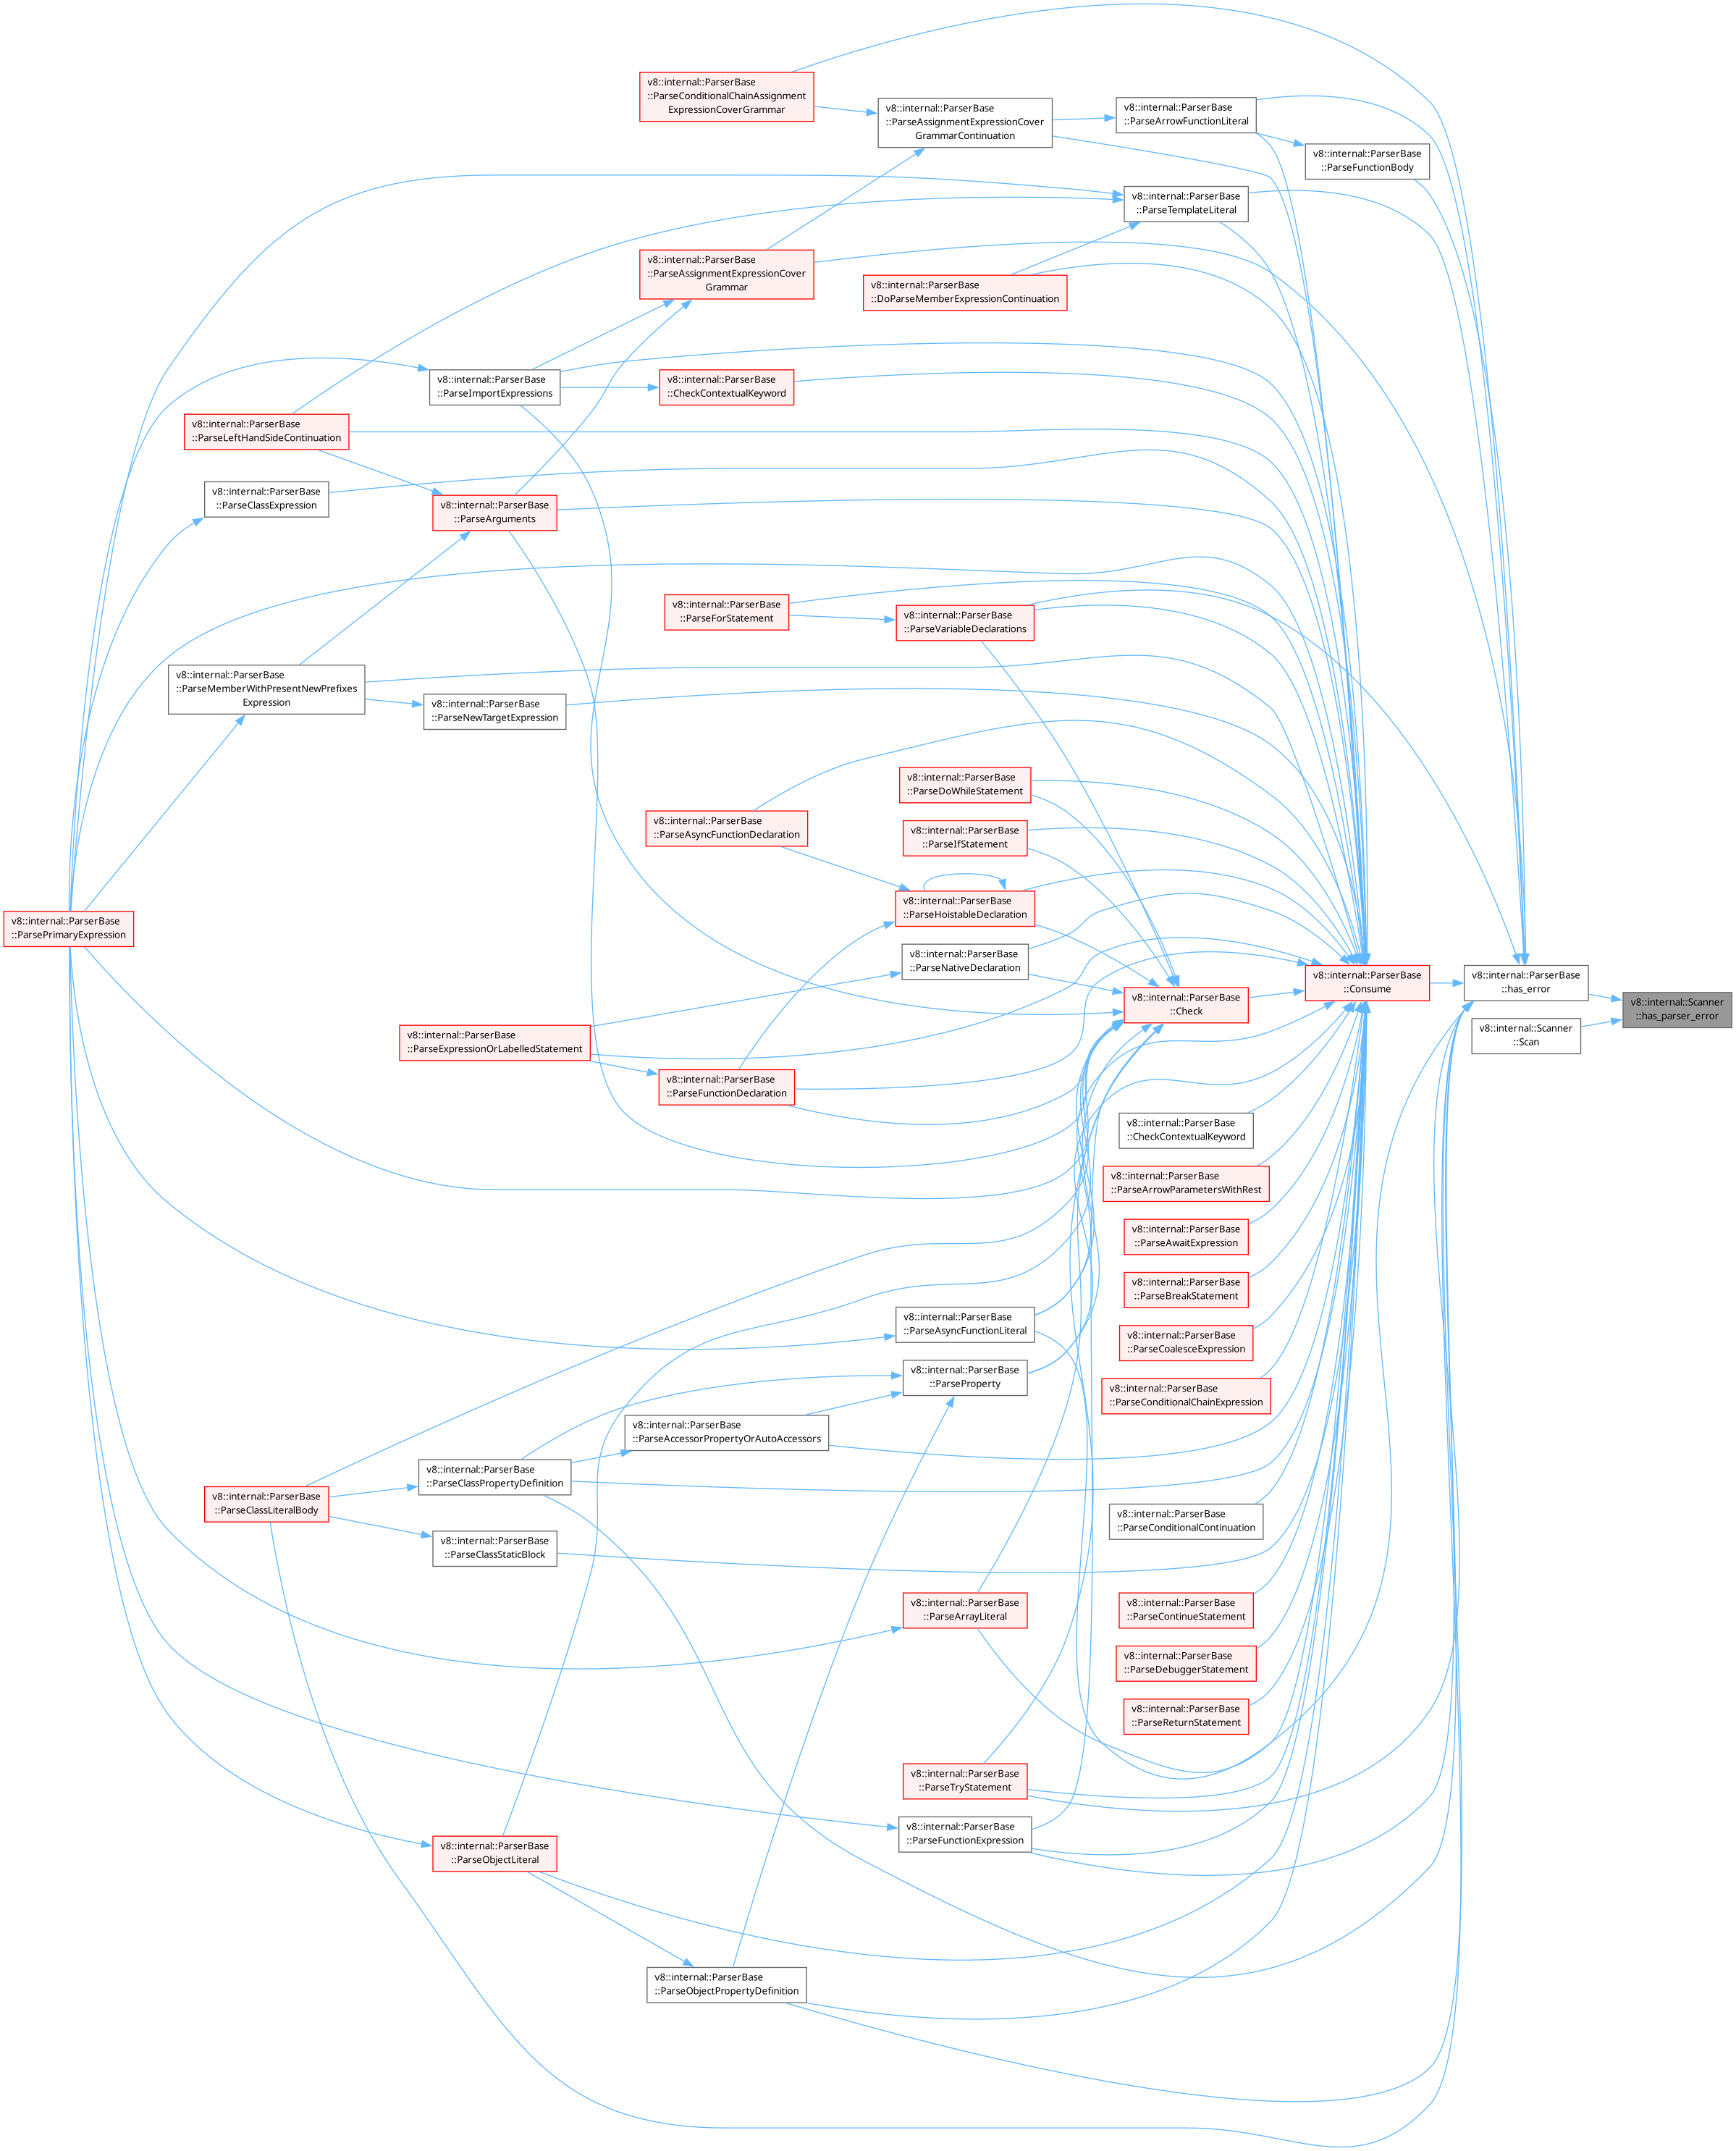 v8::internal::ParserBase
::ParseConditionalChainAssignment
ExpressionCoverGrammar
v8::internal::ParserBase
::ParseAssignmentExpressionCover
GrammarContinuation
v8::internal::ParserBase
::ParseArrowFunctionLiteral
v8::internal::ParserBase
::ParseFunctionBody
v8::internal::ParserBase
::ParseTemplateLiteral
v8::internal::ParserBase
::ParseAssignmentExpressionCover
Grammar
v8::internal::ParserBase
::DoParseMemberExpressionContinuation
v8::internal::ParserBase
::ParseImportExpressions
v8::internal::ParserBase
::CheckContextualKeyword
v8::internal::ParserBase
::ParseLeftHandSideContinuation
v8::internal::ParserBase
::ParseClassExpression
v8::internal::ParserBase
::ParseArguments
v8::internal::ParserBase
::ParseForStatement
v8::internal::ParserBase
::ParseVariableDeclarations
v8::internal::ParserBase
::ParseMemberWithPresentNewPrefixes
Expression
v8::internal::ParserBase
::ParseNewTargetExpression
v8::internal::ParserBase
::ParseDoWhileStatement
v8::internal::ParserBase
::ParseAsyncFunctionDeclaration
v8::internal::ParserBase
::ParseIfStatement
v8::internal::ParserBase
::ParseHoistableDeclaration
v8::internal::ParserBase
::ParsePrimaryExpression
v8::internal::ParserBase
::ParseNativeDeclaration
v8::internal::ParserBase
::Consume
v8::internal::ParserBase
::has_error
v8::internal::Scanner
::has_parser_error
v8::internal::ParserBase
::Check
v8::internal::Scanner
::Scan
v8::internal::ParserBase
::ParseExpressionOrLabelledStatement
v8::internal::ParserBase
::ParseFunctionDeclaration
v8::internal::ParserBase
::CheckContextualKeyword
v8::internal::ParserBase
::ParseArrowParametersWithRest
v8::internal::ParserBase
::ParseAwaitExpression
v8::internal::ParserBase
::ParseBreakStatement
v8::internal::ParserBase
::ParseAsyncFunctionLiteral
v8::internal::ParserBase
::ParseCoalesceExpression
v8::internal::ParserBase
::ParseProperty
v8::internal::ParserBase
::ParseConditionalChainExpression
v8::internal::ParserBase
::ParseAccessorPropertyOrAutoAccessors
v8::internal::ParserBase
::ParseClassPropertyDefinition
v8::internal::ParserBase
::ParseClassLiteralBody
v8::internal::ParserBase
::ParseConditionalContinuation
v8::internal::ParserBase
::ParseClassStaticBlock
v8::internal::ParserBase
::ParseArrayLiteral
v8::internal::ParserBase
::ParseContinueStatement
v8::internal::ParserBase
::ParseDebuggerStatement
v8::internal::ParserBase
::ParseReturnStatement
v8::internal::ParserBase
::ParseTryStatement
v8::internal::ParserBase
::ParseFunctionExpression
v8::internal::ParserBase
::ParseObjectLiteral
v8::internal::ParserBase
::ParseObjectPropertyDefinition